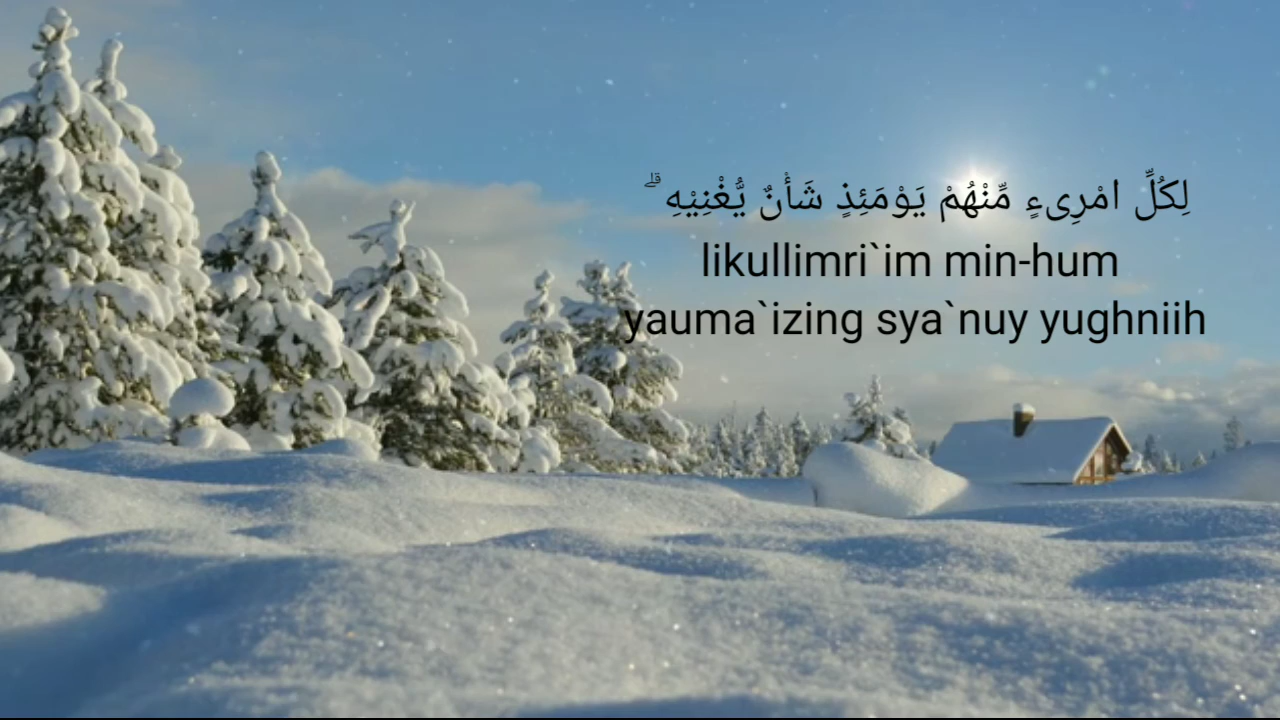 لِكُلِّ امْرِىءٍ مِّنْهُمْ يَوْمَئِذٍ شَأْنٌ يُّغْنِيْهِ ۗ
likullimri`im min-hum
yauma`izing sya`nuy yughniih